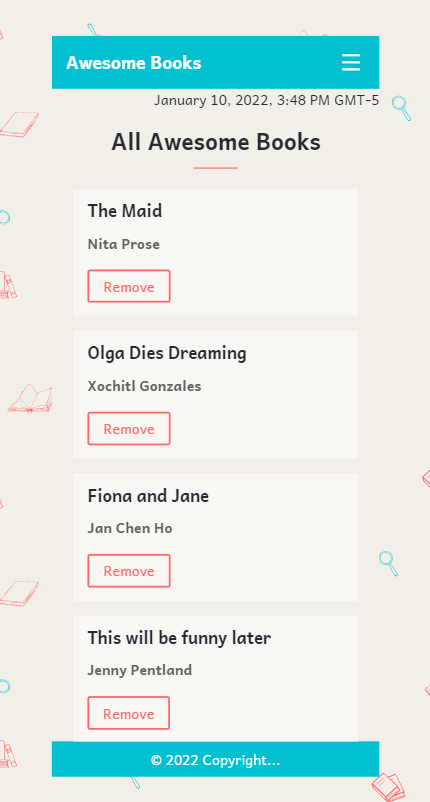 Awesome Books
January 10, 2022, 3:48 PM GMT-5
All Awesome Books
The Maid
Nita Prose
Remove
Olga Dies Dreaming
Xochitl Gonzales
Remove
Fiona and Jane
Jan Chen Ho
Remove
This will be funny later
Jenny Pentland
Remove
© 2022 Copyright...